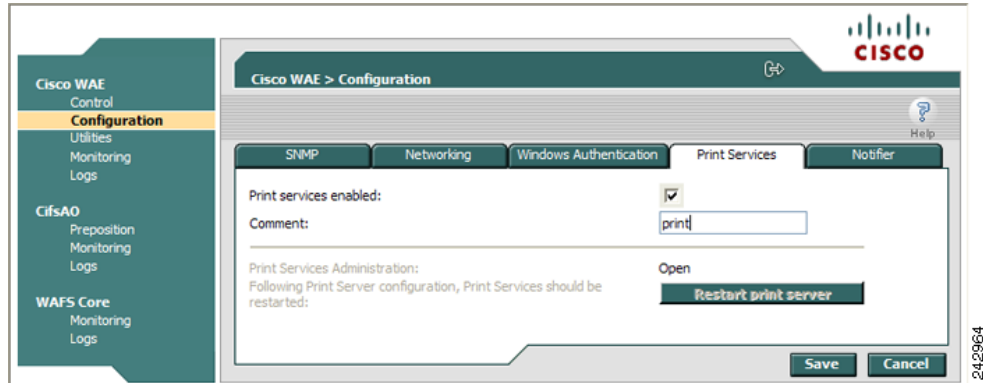 CISCO
Cisco WAE
Control
Configuration
Utilities
Monitoring
Logs
CifsAO
Preposition
Monitoring
Logs
WAFS Core
Monitoring
Logs
Cisco WAE > Configuration
Help
SNMP
Networking
Windows Authentication
Print Services
Notifier
Print services enabled:
Comment:
print
Print Services Administration:
Open
Following Print Server configuration, Print Services should be
restarted:
Restart print server
Save
Cancel
242964